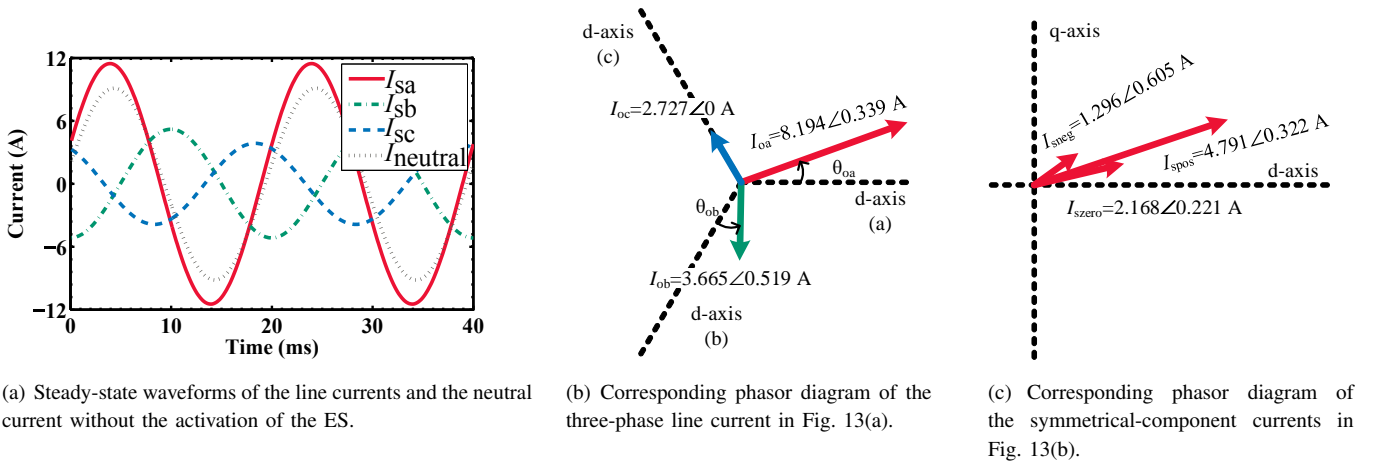 12
6
0
−6
−12
Current (A)
0
10
20
30
40
Time (ms)
Isa
Isb
Isc
Ineutral
d-axis
(c)
Ioc=2.727∠0 A
Ioa=8.194∠0.339 A
θoa
d-axis
(a)
θob
Iob=3.665∠0.519 A
d-axis
(b)
q-axis
Isneg=1.296∠0.605 A
Ispos=4.791∠0.322 A
d-axis
Iszero=2.168∠0.221 A
(a) Steady-state waveforms of the line currents and the neutral
current without the activation of the ES.
(b) Corresponding phasor diagram of the
three-phase line current in Fig. 13(a).
(c) Corresponding phasor diagram of
the symmetrical-component currents in
Fig. 13(b).